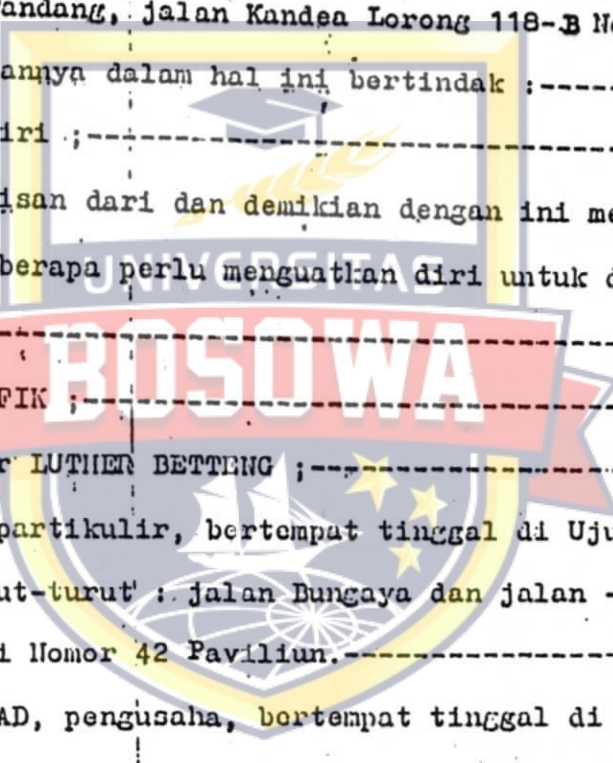 andang, jalan Kandea Lorong 118-B No
annya dalam hal ini bertindak :-----
iri ;-----
isan dari dan demikian dengan ini me
UNIVERSITAS
berapa perlu menguatkan diri untuk d
BOSOWA
FIK ;-----
r LUTHER BETTENG ;-----
partikulir, bertempat tinggal di Uju
ut-turut' : jalan Bungaya dan jalan -
i Nomor 42 Paviliun.-----
AD, pengusaha, bertempat tinggal di